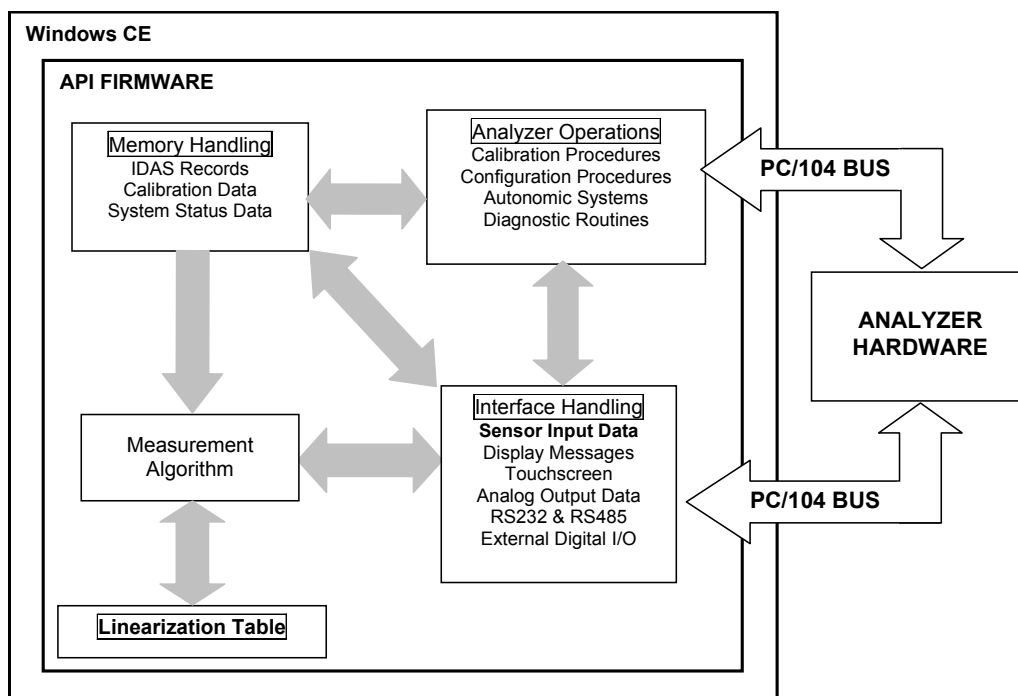 Windows CE
API FIRMWARE
Memory Handling
IDAS Records
Calibration Data
System Status Data
Analyzer Operations
Calibration Procedures
Configuration Procedures
Autonomic Systems
Diagnostic Routines
PC/104 BUS
ANALYZER
HARDWARE
Measurement
Algorithm
Interface Handling
Sensor Input Data
Display Messages
Touchscreen
Analog Output Data
RS232 & RS485
External Digital I/O
PC/104 BUS
Linearization Table